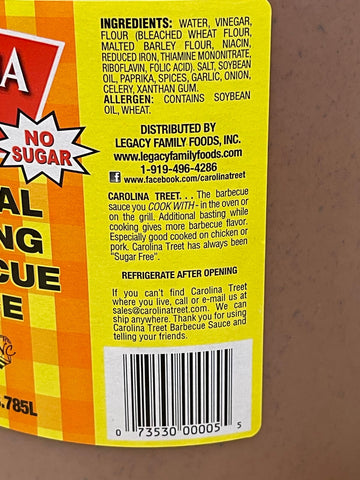 A
NO
SUGAR
AL
NG
CUE
E
NC
.785L
INGREDIENTS: WATER, VINEGAR,
FLOUR (BLEACHED WHEAT FLOUR,
MALTED BARLEY FLOUR, NIACIN,
REDUCED IRON, THIAMINE MONONITRATE,
RIBOFLAVIN, FOLIC ACID). SALT, SOYBEAN
OIL, PAPRIKA, SPICES, GARLIC, ONION,
CELERY, XANTHAN GUM.
ALLERGEN: CONTAINS SOYBEAN
OIL, WHEAT.
DISTRIBUTED BY
LEGACY FAMILY FOODS, INC.
www.legacyfamilyfoods.com
1-919-496-4286
f www.facebook.com/carolinatreet
CAROLINA TREET. . . The barbecue
sauce you COOK WITH - in the oven or
on the grill. Additional basting while
cooking gives more barbecue flavor.
Especially good cooked on chicken or
pork. Carolina Treet has always been
"Sugar Free".
REFRIGERATE AFTER OPENING
If you can't find Carolina Treet
where you live, call or e-mail us at
sales@carolinatreet.com. We can
ship anywhere. Thank you for using
Carolina Treet Barbecue Sauce and
telling your friends.
0 73530 00005 5